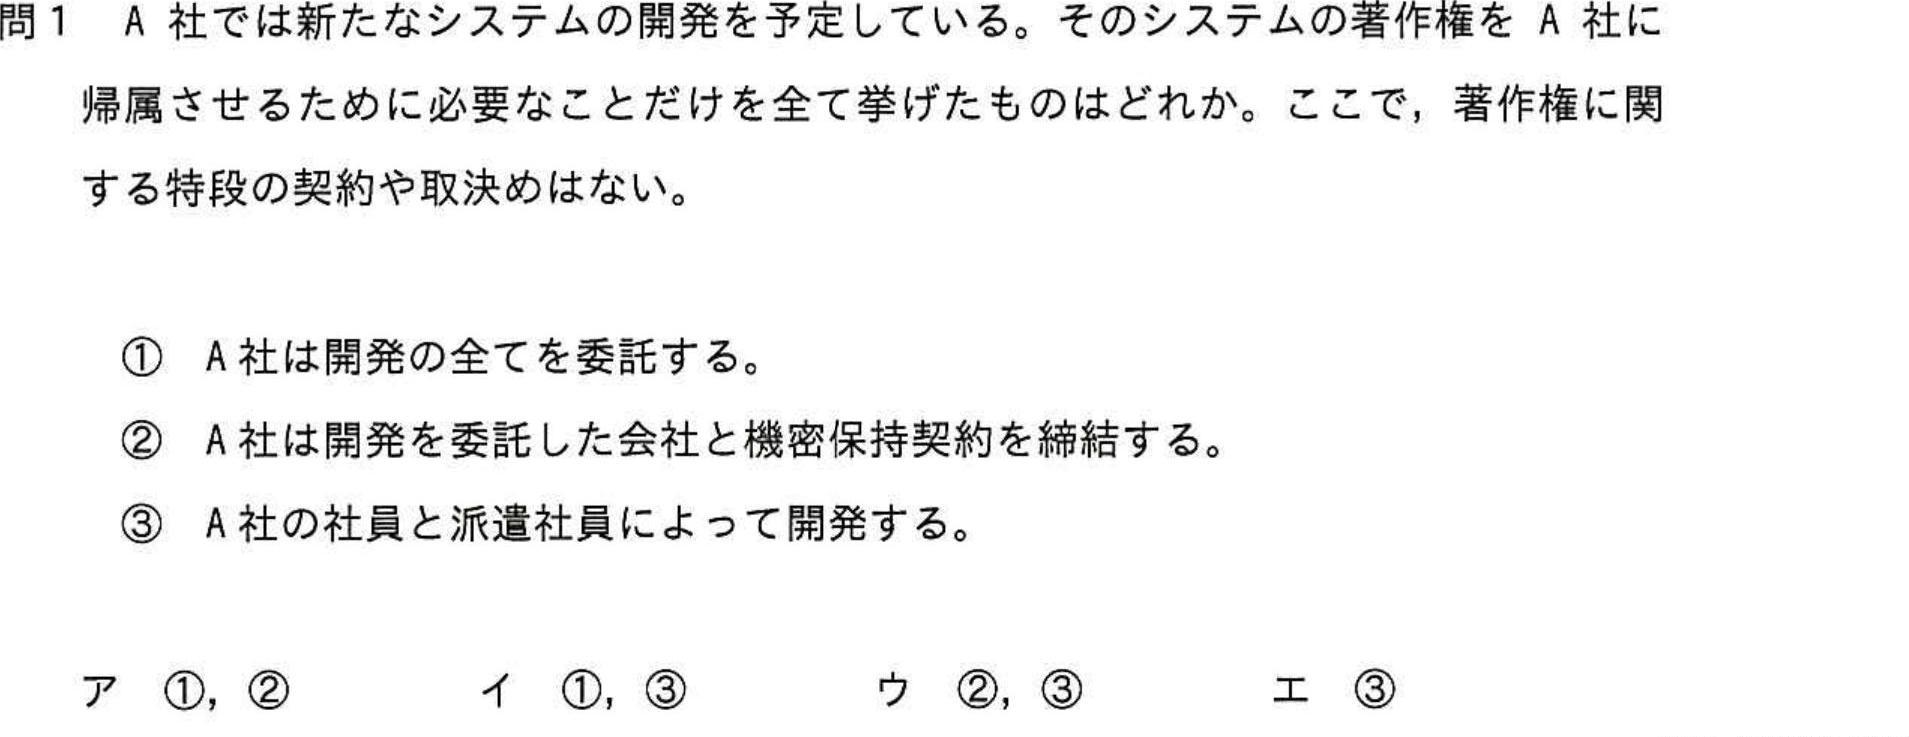 問1 A 社では新たなシステムの開発を予定している。そのシステムの著作権を A 社に
帰属させるために必要なことだけを全て挙げたものはどれか。ここで，著作権に関
する特段の契約や取決めはない。
① A 社は開発の全てを委託する。
② A 社は開発を委託した会社と機密保持契約を締結する。
③ A 社の社員と派遣社員によって開発する。
ア ①，② イ ①，③ ウ ②，③ エ ③